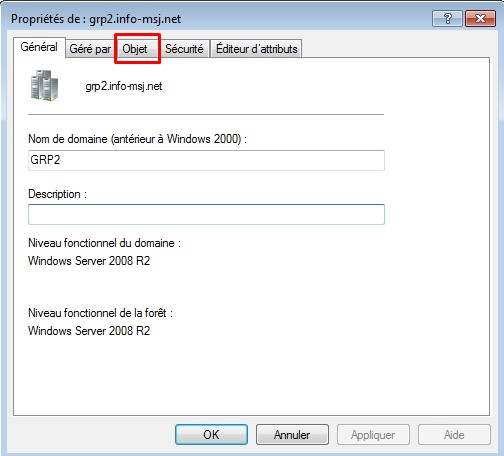 Propriétés de : grp2.info-msj.net
Général Géré par Objet Sécurité Éditeur d'attributs
grp2.info-msj.net
Nom de domaine (antérieur à Windows 2000) :
GRP2
Description :
Niveau fonctionnel du domaine :
Windows Server 2008 R2
Niveau fonctionnel de la forêt :
Windows Server 2008 R2
OK Annuler Appliquer Aide